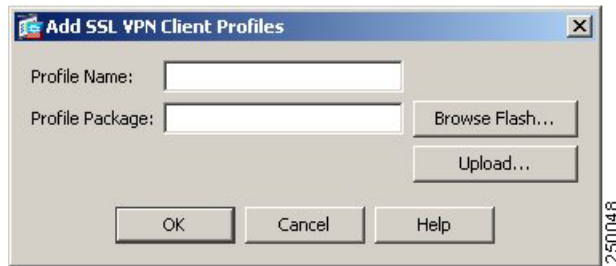 Add SSL VPN Client Profiles
Profile Name:
Profile Package:
Browse Flash...
Upload...
OK Cancel Help
250048